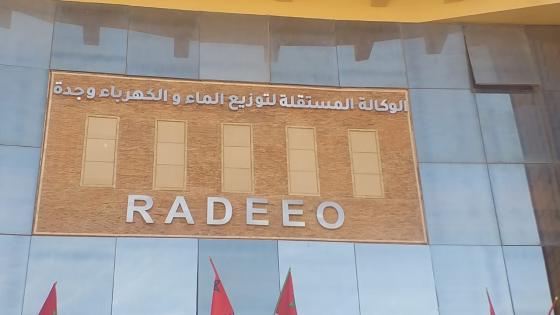 الوكالة المستقلة لتوزيع الماء و الكهرباء وجدة
RADEEO